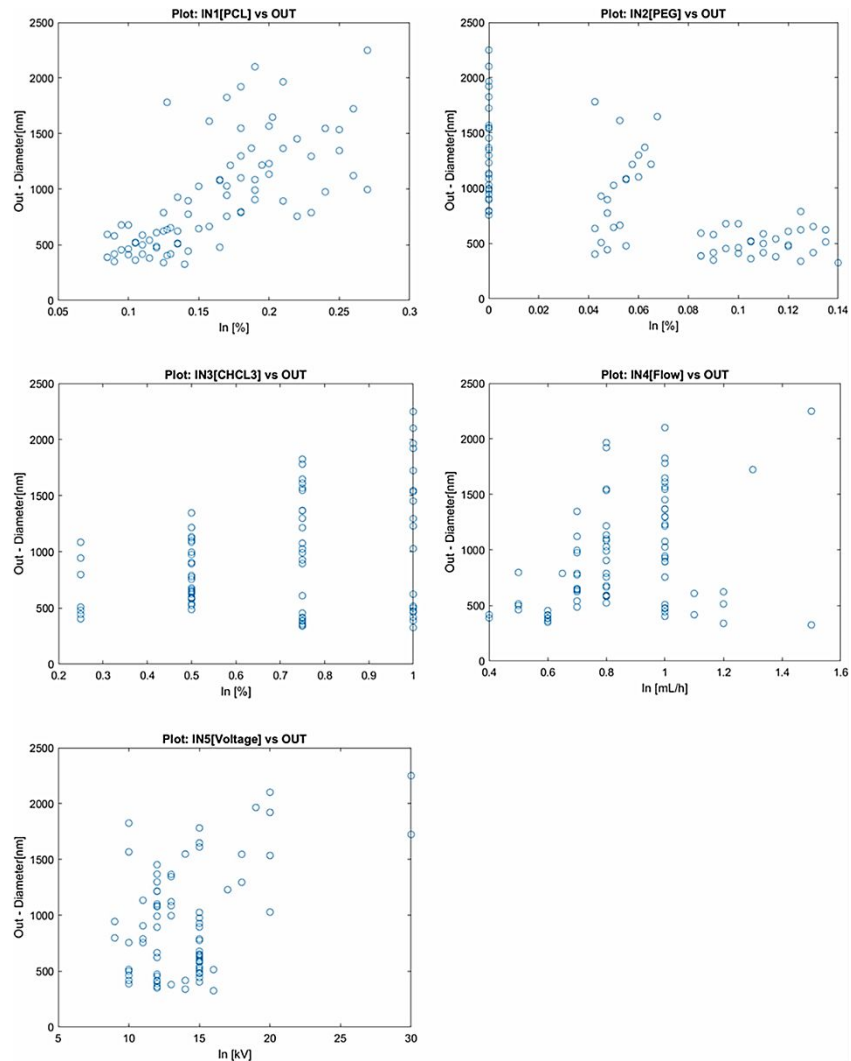 Plot: IN1[PCL] vs OUT
Out - Diameter[nm]
2500
2000
1500
1000
500
0
0.05 0.1 0.15 0.2 0.25 0.3
In [%]
Plot: IN2[PEG] vs OUT
Out - Diameter[nm]
2500
2000
1500
1000
500
0
0 0.02 0.04 0.06 0.08 0.1 0.12 0.14
In [%]
Plot: IN3[CHCL3] vs OUT
Out - Diameter[nm]
2500
2000
1500
1000
500
0
0.2 0.3 0.4 0.5 0.6 0.7 0.8 0.9 1
In [%]
Plot: IN4[Flow] vs OUT
Out - Diameter[nm]
2500
2000
1500
1000
500
0
0.4 0.6 0.8 1 1.2 1.4 1.6
In [mL/h]
Plot: IN5[Voltage] vs OUT
Out - Diameter[nm]
2500
2000
1500
1000
500
0
5 10 15 20 25 30
In [kV]